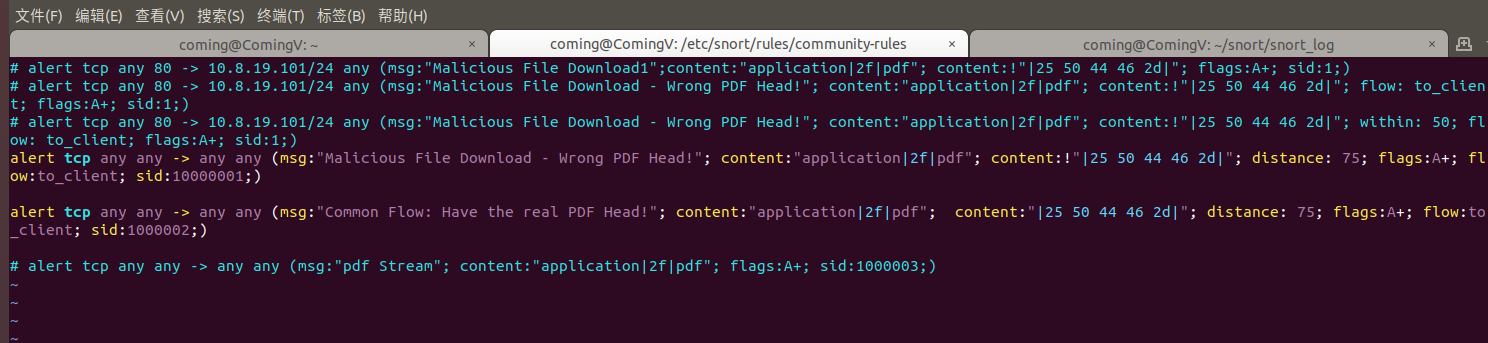 文件(F) 编辑(E) 查看(V) 搜索(S) 终端(T) 标签(B) 帮助(H)
coming@ComingV: ~ × coming@ComingV: /etc/snort/rules/community-rules × coming@ComingV: ~/snort/snort_log ×
# alert tcp any 80 -> 10.8.19.101/24 any (msg:"Malicious File Download1";content:"application|2f|pdf"; content:!"|25 50 44 46 2d|"; flags:A+; sid:1;)
# alert tcp any 80 -> 10.8.19.101/24 any (msg:"Malicious File Download - Wrong PDF Head!"; content:"application|2f|pdf"; content:!"|25 50 44 46 2d|"; flow: to_clien
t; flags:A+; sid:1;)
# alert tcp any 80 -> 10.8.19.101/24 any (msg:"Malicious File Download - Wrong PDF Head!"; content:"application|2f|pdf"; content:!"|25 50 44 46 2d|"; within: 50; fl
ow: to_client; flags:A+; sid:1;)
alert tcp any any -> any any (msg:"Malicious File Download - Wrong PDF Head!"; content:"application|2f|pdf"; content:!"|25 50 44 46 2d|"; distance: 75; flags:A+; fl
ow:to_client; sid:10000001;)
alert tcp any any -> any any (msg:"Common Flow: Have the real PDF Head!"; content:"application|2f|pdf";  content:"|25 50 44 46 2d|"; distance: 75; flags:A+; flow:to
_client; sid:1000002;)
# alert tcp any any -> any any (msg:"pdf Stream"; content:"application|2f|pdf"; flags:A+; sid:1000003;)
~
~
~
~